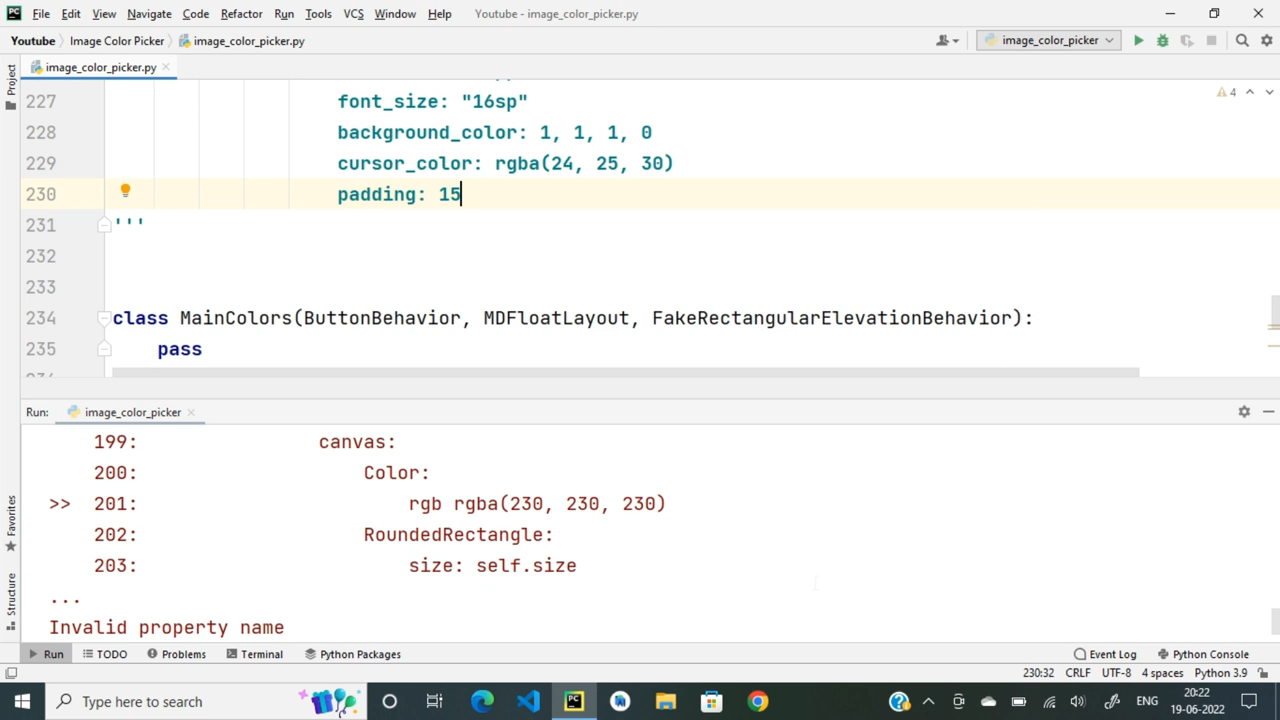 File Edit View Navigate Code Refactor Run Tools VCS Window Help Youtube - image_color_picker.py
Youtube Image Color Picker image_color_picker.py image_color_picker
Project
image_color_picker.py
227 font_size: "16sp"
4
228 background_color: 1, 1, 1, 0
229 cursor_color: rgba(24, 25, 30)
230 padding: 15
231 '''
232
233
234 class MainColors(ButtonBehavior, MDFloatLayout, FakeRectangularElevationBehavior):
235 pass
Run: image_color_picker
199: canvas:
200: Color:
>> 201: rgb rgba(230, 230, 230)
202: RoundedRectangle:
203: size: self.size
...
Invalid property name
Favorites
Structure
Run TODO Problems Terminal Python Packages Event Log Python Console
230:32 CRLF UTF-8 4 spaces Python 3.9
Type here to search
ENG 20:22
19-06-2022